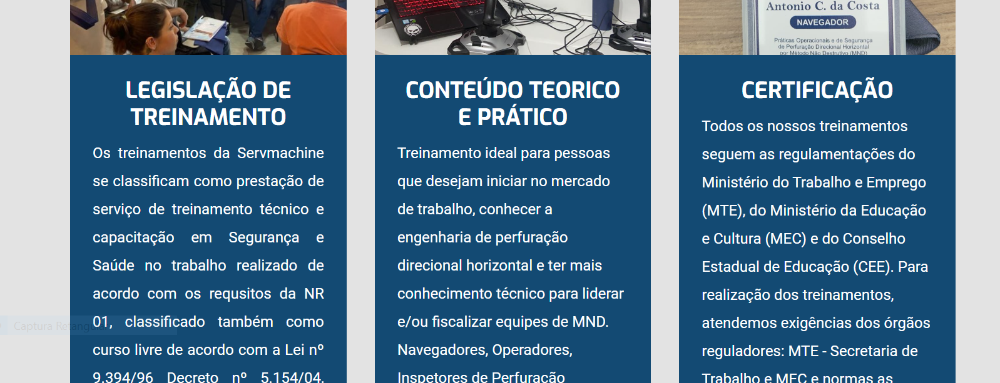 Antonio C. da Costa
NAVEGADOR
Práticas Operacionais e de Segurança
de Perfuração Direcional Horizontal
por Método Não Destrutivo (MND)
LEGISLAÇÃO DE
TREINAMENTO
Os treinamentos da Servmachine
se classificam como prestação de
serviço de treinamento técnico e
capacitação em Segurança e
Saúde no trabalho realizado de
acordo com os requsitos da NR
01, classificado também como
curso livre de acordo com a Lei nº
9.394/96 Decreto nº 5.154/04.
CONTEÚDO TEORICO
E PRÁTICO
Treinamento ideal para pessoas
que desejam iniciar no mercado
de trabalho, conhecer a
engenharia de perfuração
direcional horizontal e ter mais
conhecimento técnico para liderar
e/ou fiscalizar equipes de MND.
Navegadores, Operadores,
Inspetores de Perfuração
CERTIFICAÇÃO
Todos os nossos treinamentos
seguem as regulamentações do
Ministério do Trabalho e Emprego
(MTE), do Ministério da Educação
e Cultura (MEC) e do Conselho
Estadual de Educação (CEE). Para
realização dos treinamentos,
atendemos exigências dos órgãos
reguladores: MTE - Secretaria de
Trabalho e MEC e normas as
Captura Retangular